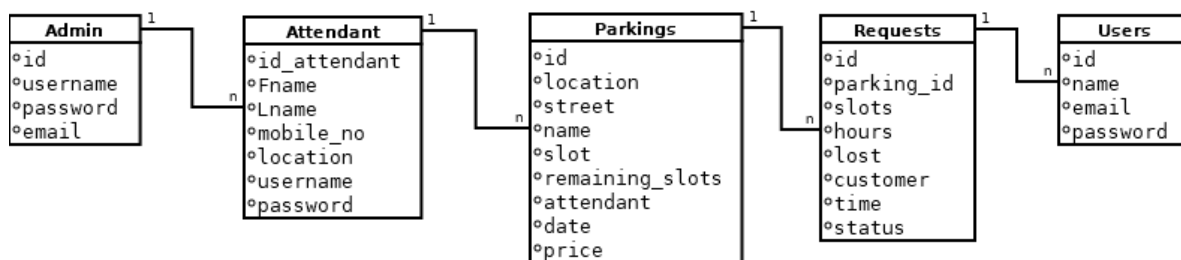 Admin
id
username
password
email
1
n
Attendant
id_attendant
Fname
Lname
mobile_no
location
username
password
1
n
Parkings
id
location
street
name
slot
remaining_slots
attendant
date
price
1
n
Requests
id
parking_id
slots
hours
lost
customer
time
status
1
n
Users
id
name
email
password